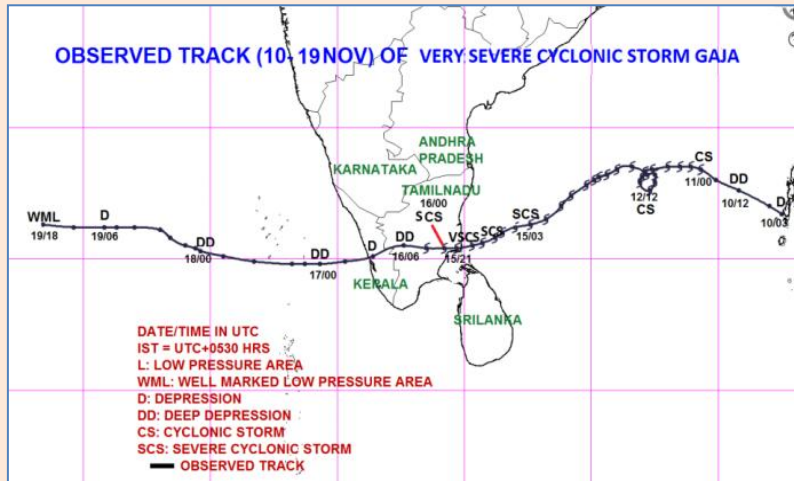 OBSERVED TRACK (10-19NOV) OF VERY SEVERE CYCLONIC STORM GAJA
ANDHRA
PRADESH
KARNATAKA
TAMILNADU
16/00
SCS
CS
11/00
DD
10/12
D
10/03
12/12
CS
SCS
15/03
SCS
VSCS
15/21
DD
16/06
D
DD
17/00
DD
18/00
D
19/06
WML
19/18
KERALA
SRILANKA
DATE/TIME IN UTC
IST = UTC+0530 HRS
L: LOW PRESSURE AREA
WML: WELL MARKED LOW PRESSURE AREA
D: DEPRESSION
DD: DEEP DEPRESSION
CS: CYCLONIC STORM
SCS: SEVERE CYCLONIC STORM
OBSERVED TRACK